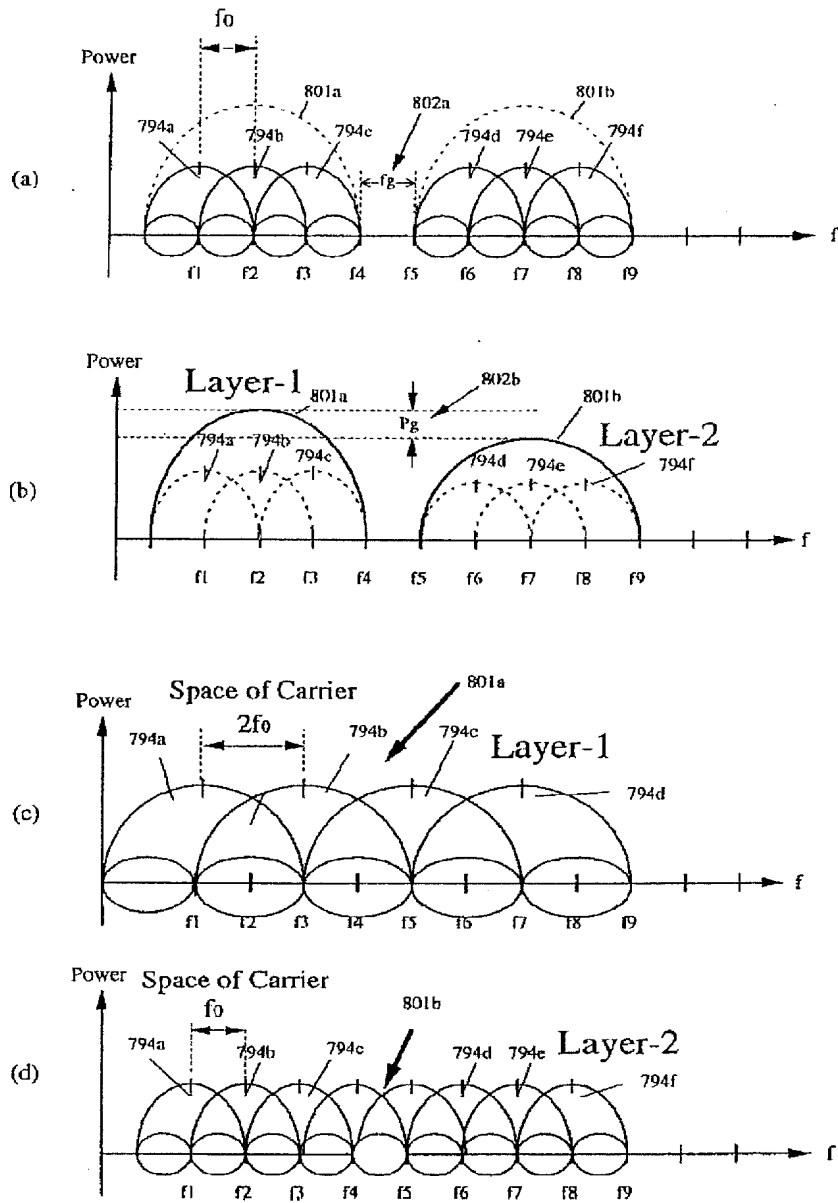 f0
Power
801a
802a
801b
794a
794b
794c
794d
794e
794f
(a)
fg
f
f1 f2 f3 f4 f5 f6 f7 f8 f9
Power
Layer-1
801a
802b
Pg
801b
Layer-2
794a
794b
794c
794d
794e
794f
(b)
f
f1 f2 f3 f4 f5 f6 f7 f8 f9
Space of Carrier
801a
Power
2f0
794a
794b
794c
Layer-1
794d
(c)
f
f1 f2 f3 f4 f5 f6 f7 f8 f9
Power
Space of Carrier
f0
801b
794a
794b
794c
794d
794e
Layer-2
794f
(d)
f
f1 f2 f3 f4 f5 f6 f7 f8 f9